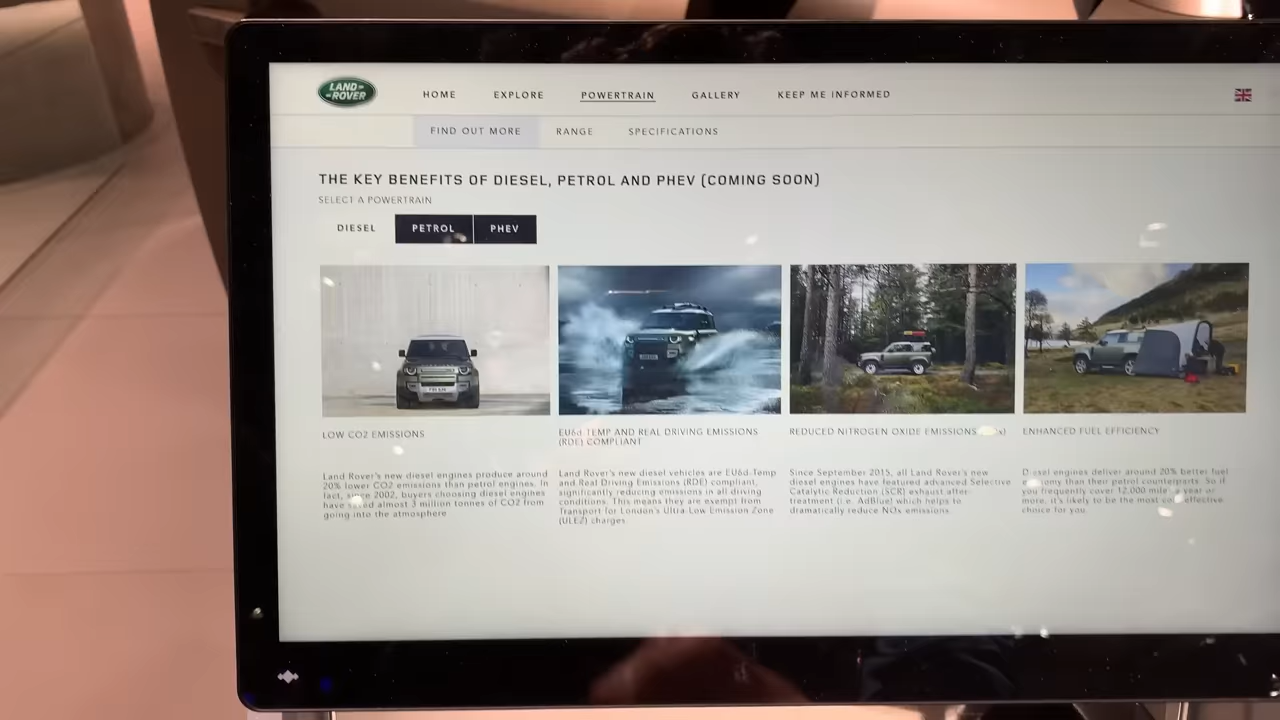 LAND-
-ROVER
HOME EXPLORE POWERTRAIN GALLERY KEEP ME INFORMED
FIND OUT MORE RANGE SPECIFICATIONS
THE KEY BENEFITS OF DIESEL, PETROL AND PHEV (COMING SOON)
SELECT A POWERTRAIN
DIESEL PETROL PHEV
LOW CO2 EMISSIONS
Land Rover's new diesel engines produce around
20% lower CO2 emissions than petrol engines. In
fact, since 2002, buyers choosing diesel engines
have saved almost 3 million tonnes of CO2 from
going into the atmosphere
EU6d-TEMP AND REAL DRIVING EMISSIONS
(RDE) COMPLIANT
Land Rover's new diesel vehicles are EU6d-Temp
and Real Driving Emissions (RDE) compliant,
significantly reducing emissions in all driving
conditions. This means they are exempt from
Transport for London's Ultra-Low Emission Zone
(ULEZ) charges.
REDUCED NITROGEN OXIDE EMISSIONS
Since September 2015, all Land Rover's new
diesel engines have featured advanced Selective
Catalytic Reduction (SCR) exhaust after-
treatment (i.e. AdBlue) which helps to
dramatically reduce NOx emissions.
ENHANCED FUEL EFFICIENCY
Diesel engines deliver around 20% better fuel
economy than their petrol counterparts. So if
you frequently cover 12,000 miles a year or
more, it's likely to be the most cost-effective
choice for you.